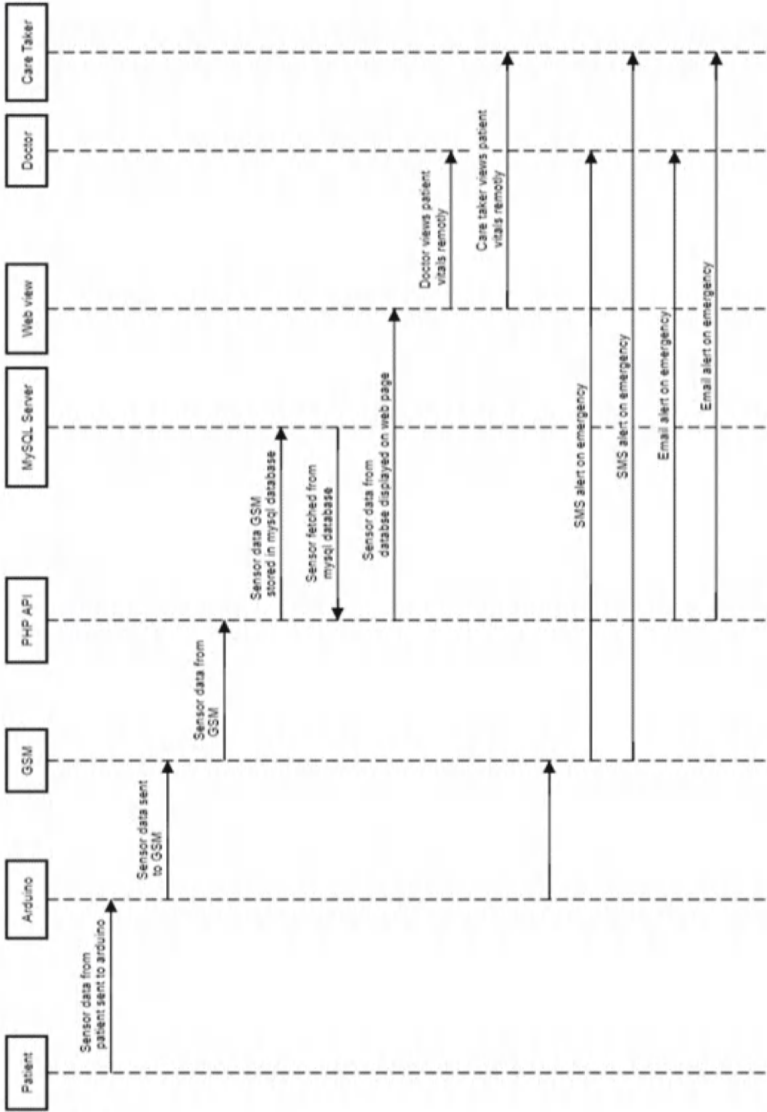 Patient
Arduino
GSM
PHP API
MySQL Server
Web view
Doctor
Care Taker
Sensor data from
patient sent to arduino
Sensor data sent
to GSM
Sensor data from
GSM
Sensor data GSM
stored in mysql database
Sensor fetched from
mysql database
Sensor data from
databse displayed on web page
Doctor views patient
vitals remotly
Care taker views patient
vitals remotly
SMS alert on emergency
SMS alert on emergency
Email alert on emergency
Email alert on emergency